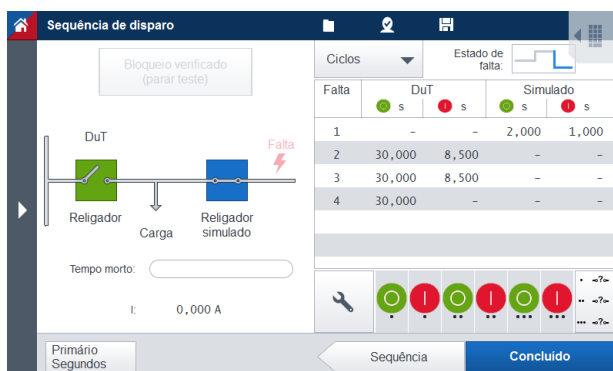 Sequência de disparo
Bloqueio verificado
(parar teste)
Ciclos
Estado de
falta:
Falta DuT Simulado
s s s s
1 - - 2,000 1,000
2 30,000 8,500 - -
3 30,000 8,500 - -
4 30,000 - - -
DuT
Falta
Religador
Carga
Religador
simulado
Tempo morto:
I: 0,000 A
Primário
Segundos
Sequência
Concluído